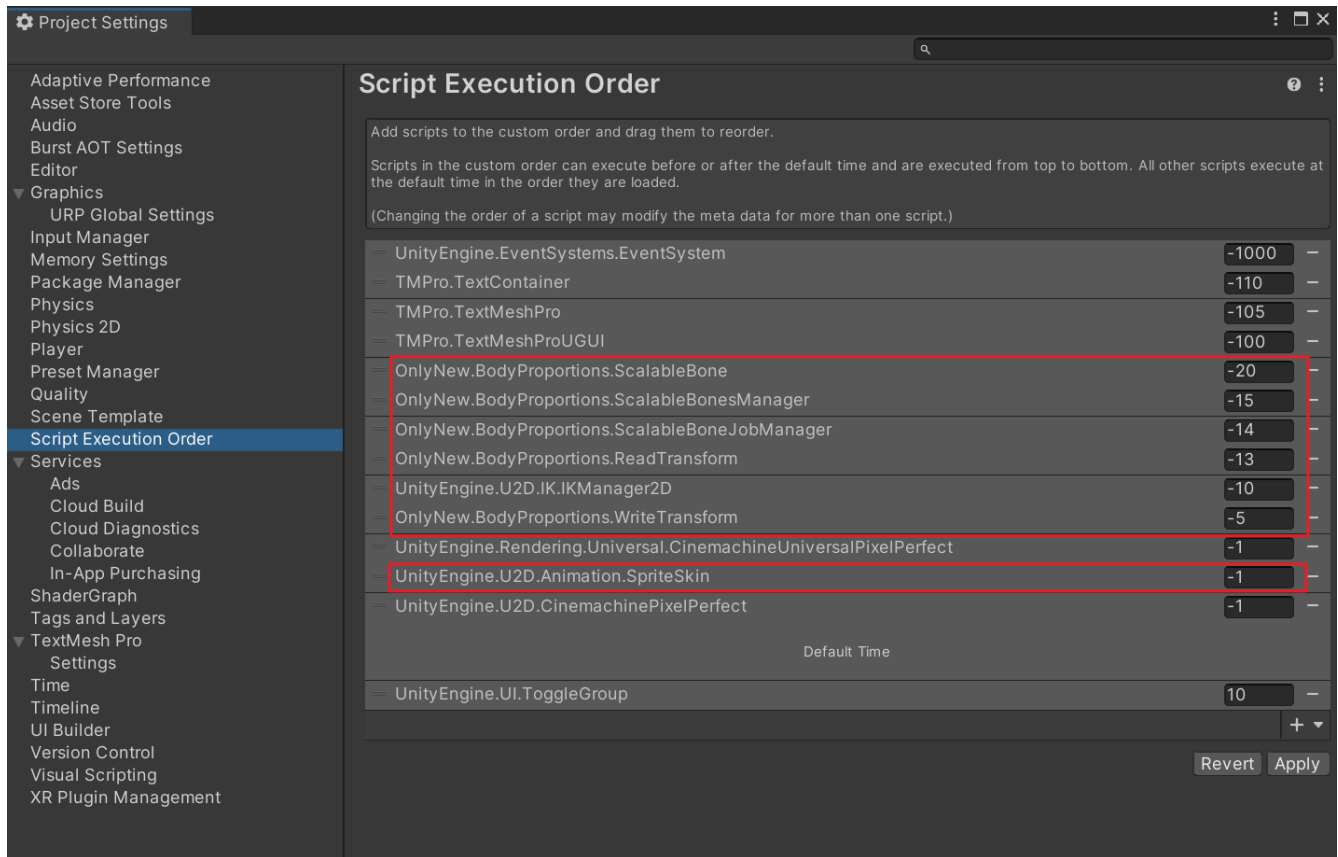 Project Settings
Adaptive Performance
Asset Store Tools
Audio
Burst AOT Settings
Editor
Graphics
URP Global Settings
Input Manager
Memory Settings
Package Manager
Physics
Physics 2D
Player
Preset Manager
Quality
Scene Template
Script Execution Order
Services
Ads
Cloud Build
Cloud Diagnostics
Collaborate
In-App Purchasing
ShaderGraph
Tags and Layers
TextMesh Pro
Settings
Time
Timeline
UI Builder
Version Control
Visual Scripting
XR Plugin Management
Script Execution Order
Add scripts to the custom order and drag them to reorder.
Scripts in the custom order can execute before or after the default time and are executed from top to bottom. All other scripts execute at
the default time in the order they are loaded.
(Changing the order of a script may modify the meta data for more than one script.)
UnityEngine.EventSystems.EventSystem -1000
TMPro.TextContainer -110
TMPro.TextMeshPro -105
TMPro.TextMeshProUGUI -100
OnlyNew.BodyProportions.ScalableBone -20
OnlyNew.BodyProportions.ScalableBonesManager -15
OnlyNew.BodyProportions.ScalableBoneJobManager -14
OnlyNew.BodyProportions.ReadTransform -13
UnityEngine.U2D.IK.IKManager2D -10
OnlyNew.BodyProportions.WriteTransform -5
UnityEngine.Rendering.Universal.CinemachineUniversalPixelPerfect -1
UnityEngine.U2D.Animation.SpriteSkin -1
UnityEngine.U2D.CinemachinePixelPerfect -1
Default Time
UnityEngine.UI.ToggleGroup 10
Revert Apply